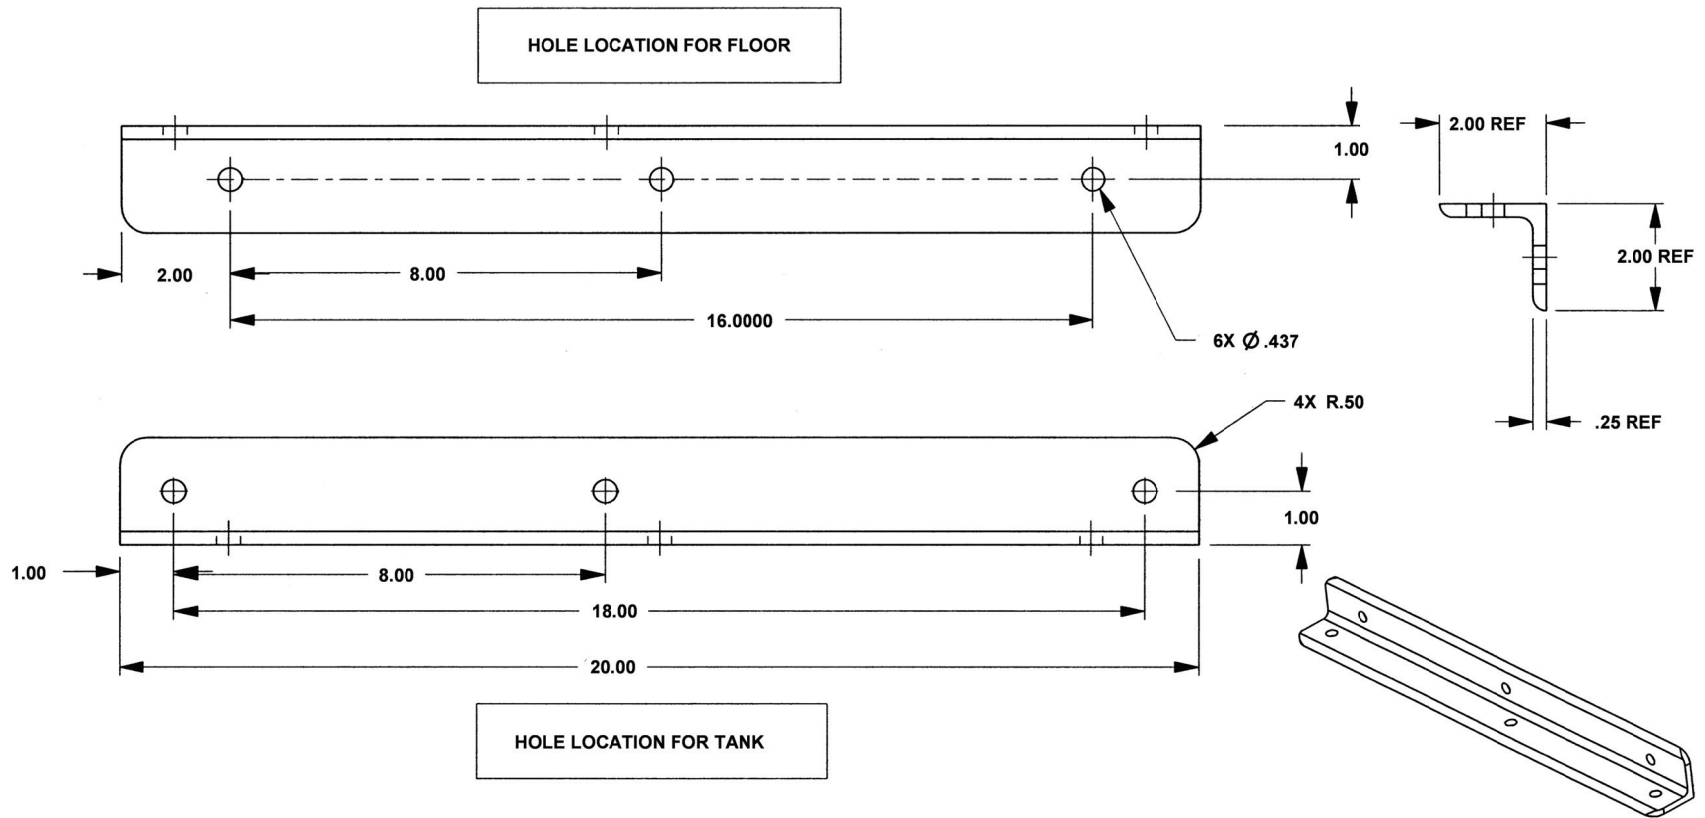 HOLE LOCATION FOR FLOOR
2.00 REF
1.00
2.00 REF
2.00
8.00
16.0000
6X Ø .437
4X R.50
.25 REF
1.00
1.00
8.00
18.00
20.00
HOLE LOCATION FOR TANK